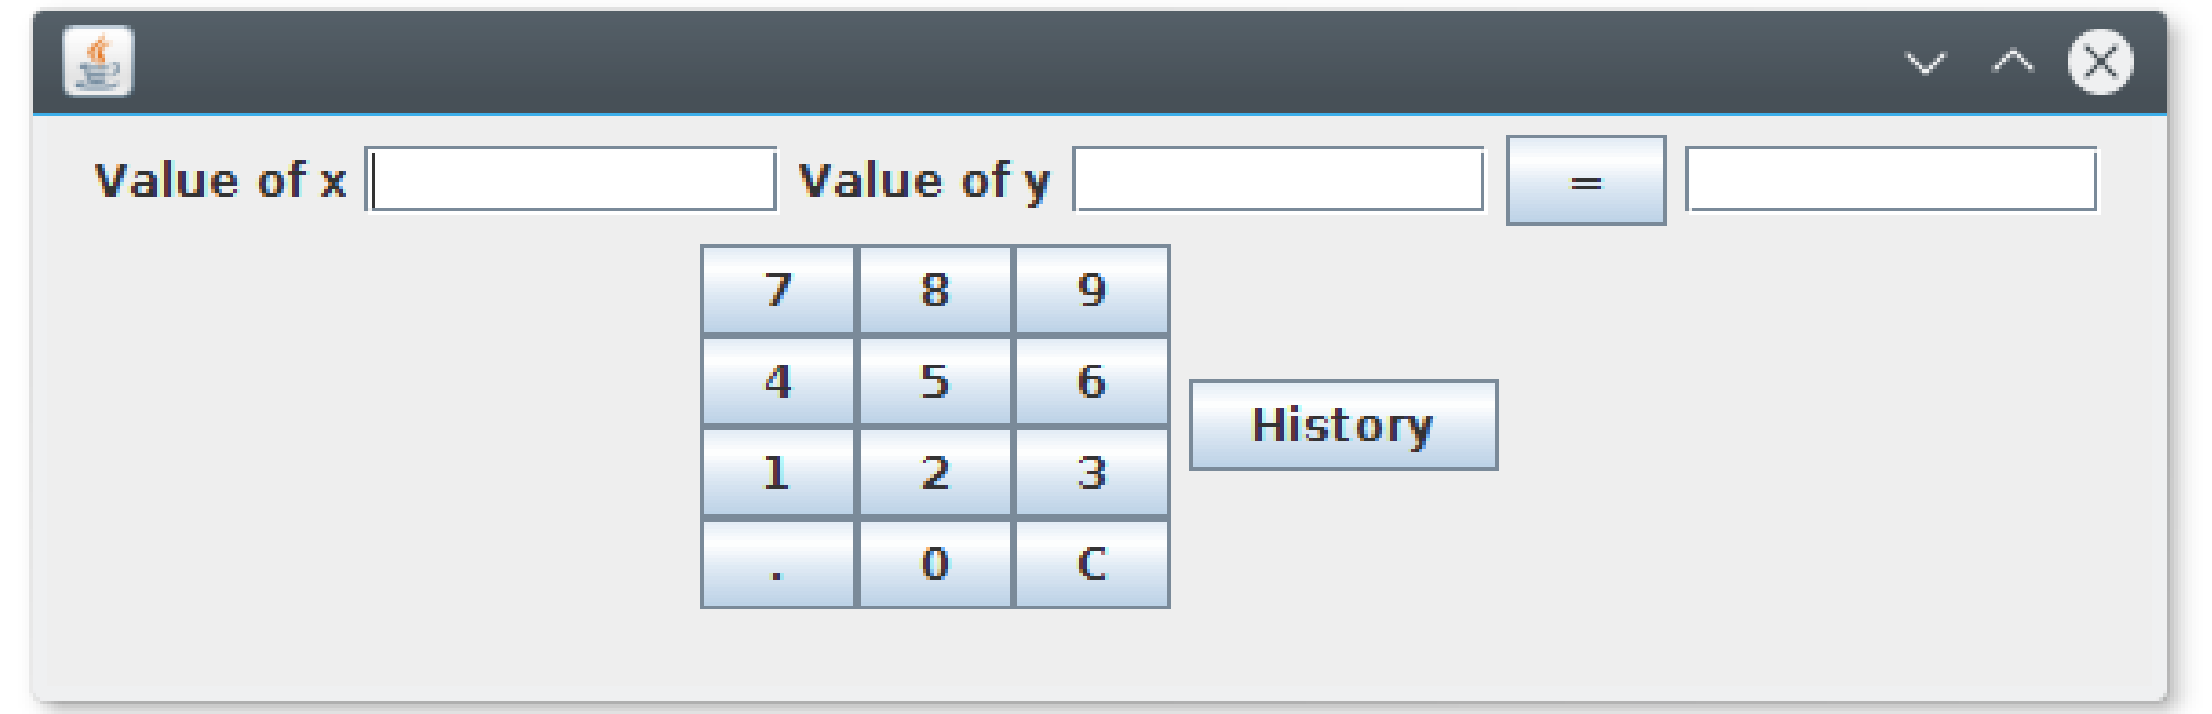 Value of x Value of y =
7 8 9
4 5 6
History
1 2 3
. 0 C